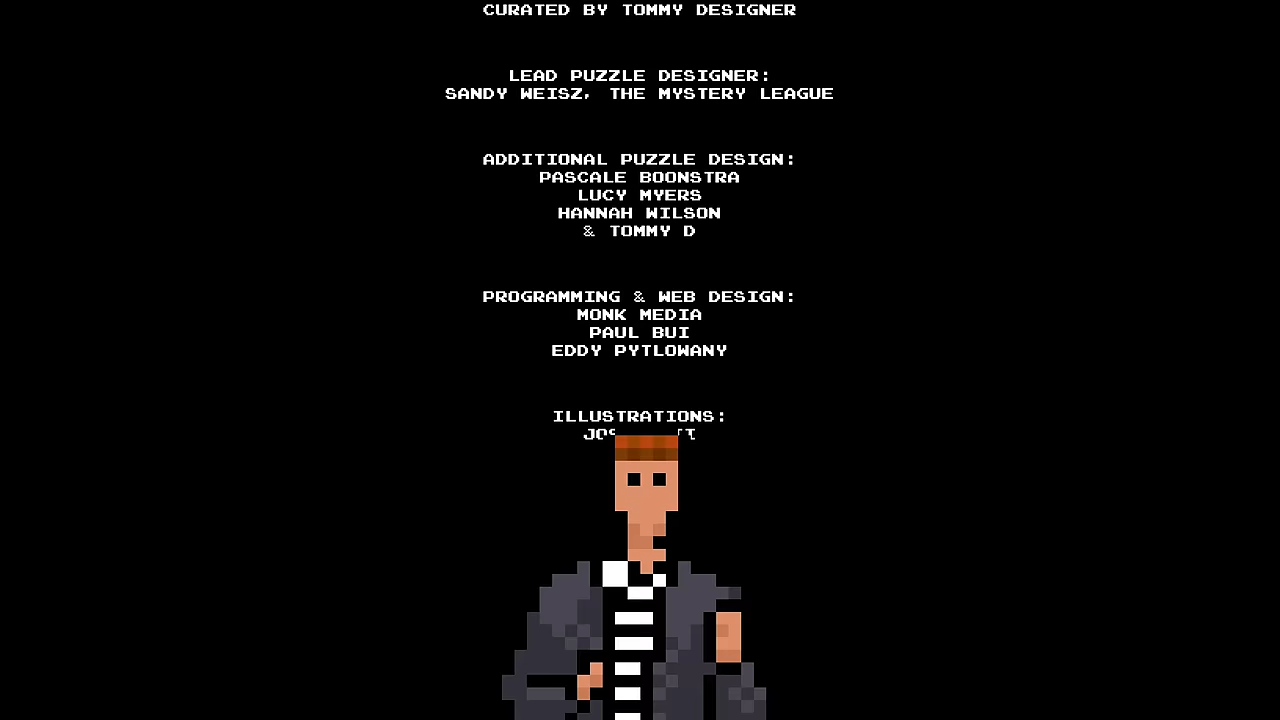 CURATED BY TOMMY DESIGNER
LEAD PUZZLE DESIGNER:
SANDY WEISZ, THE MYSTERY LEAGUE
ADDITIONAL PUZZLE DESIGN:
PASCALE BOONSTRA
LUCY MYERS
HANNAH WILSON
& TOMMY D
PROGRAMMING & WEB DESIGN:
MONK MEDIA
PAUL BUI
EDDY PYTLOWANY
ILLUSTRATIONS: